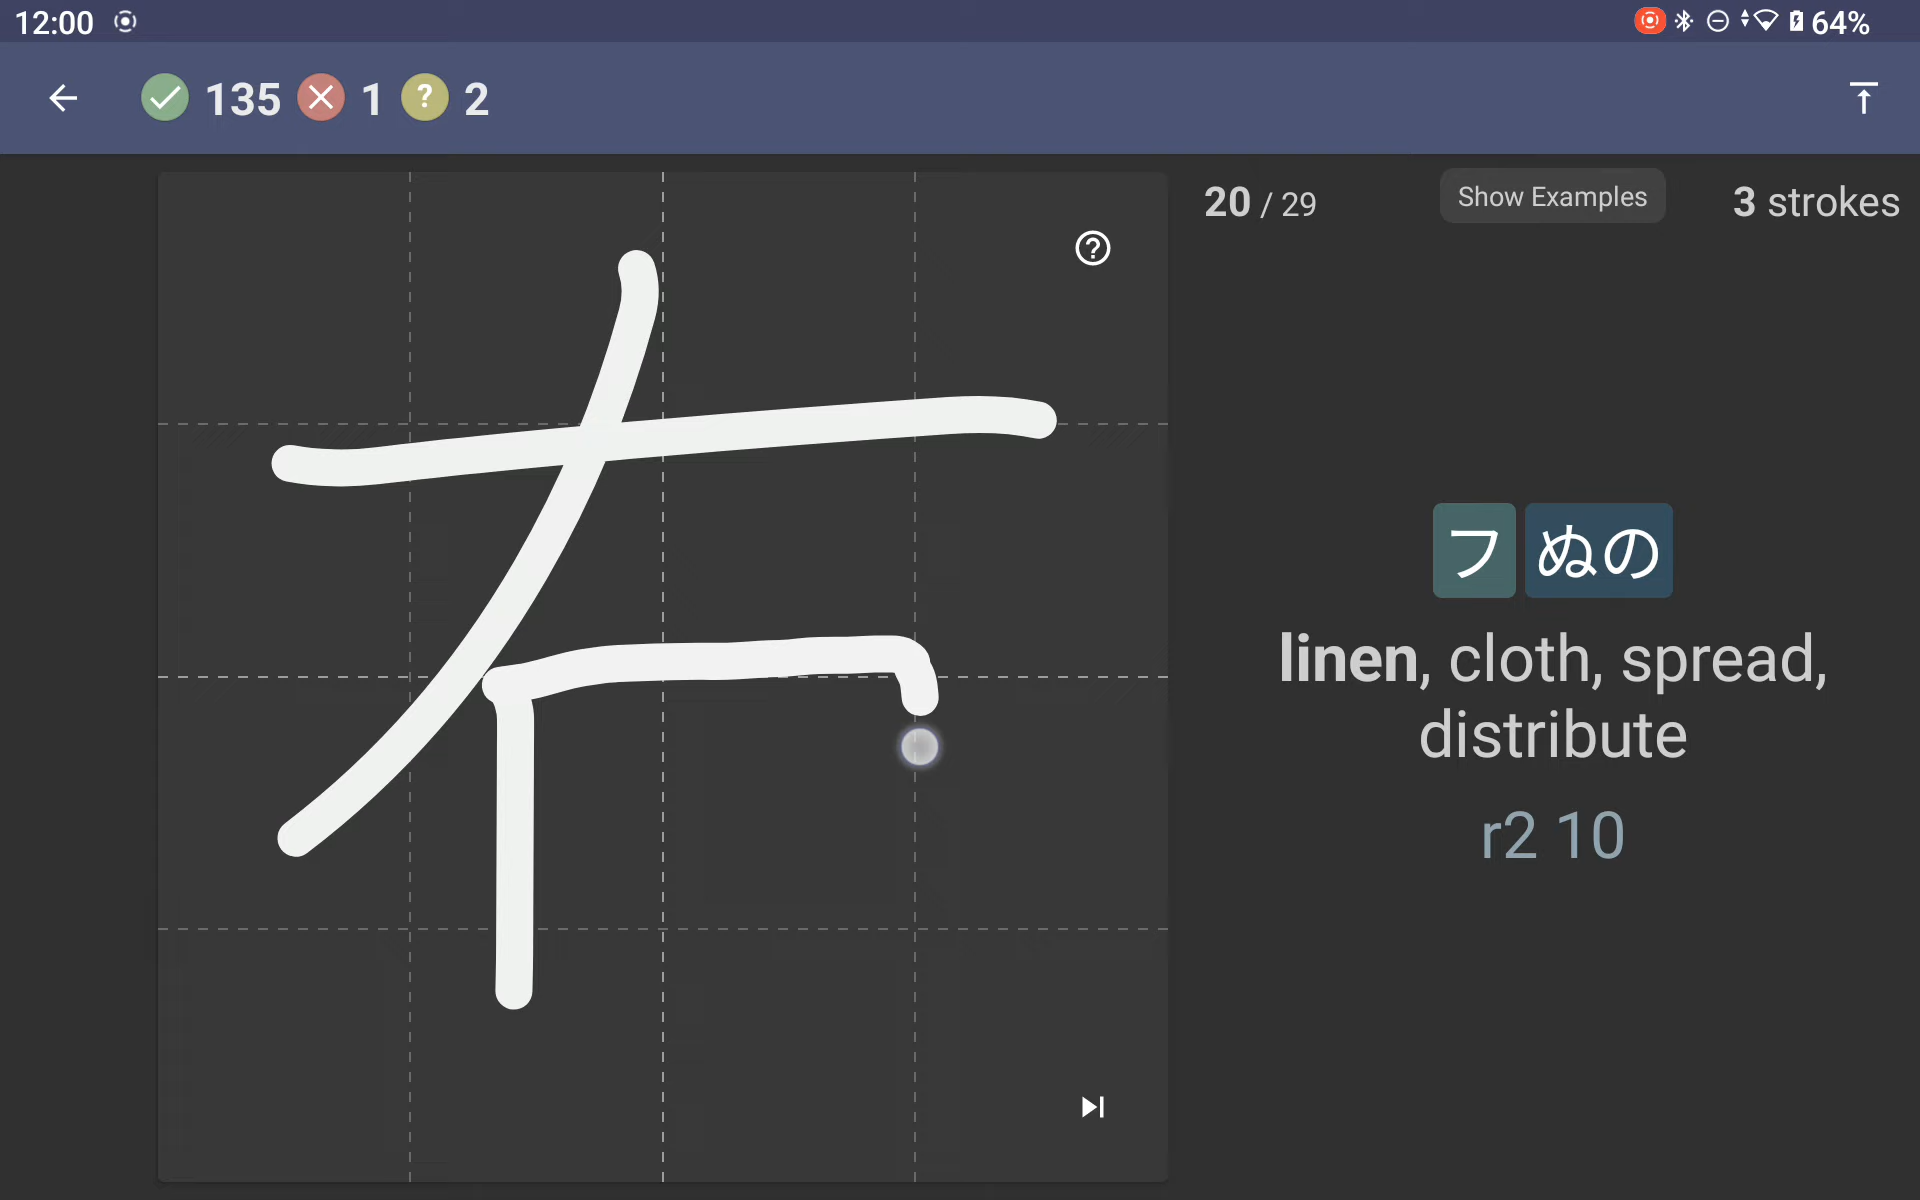 12:00
64%
135 1 ? 2
20 / 29
Show Examples
3 strokes
フ ぬの
linen, cloth, spread,
distribute
r2 10